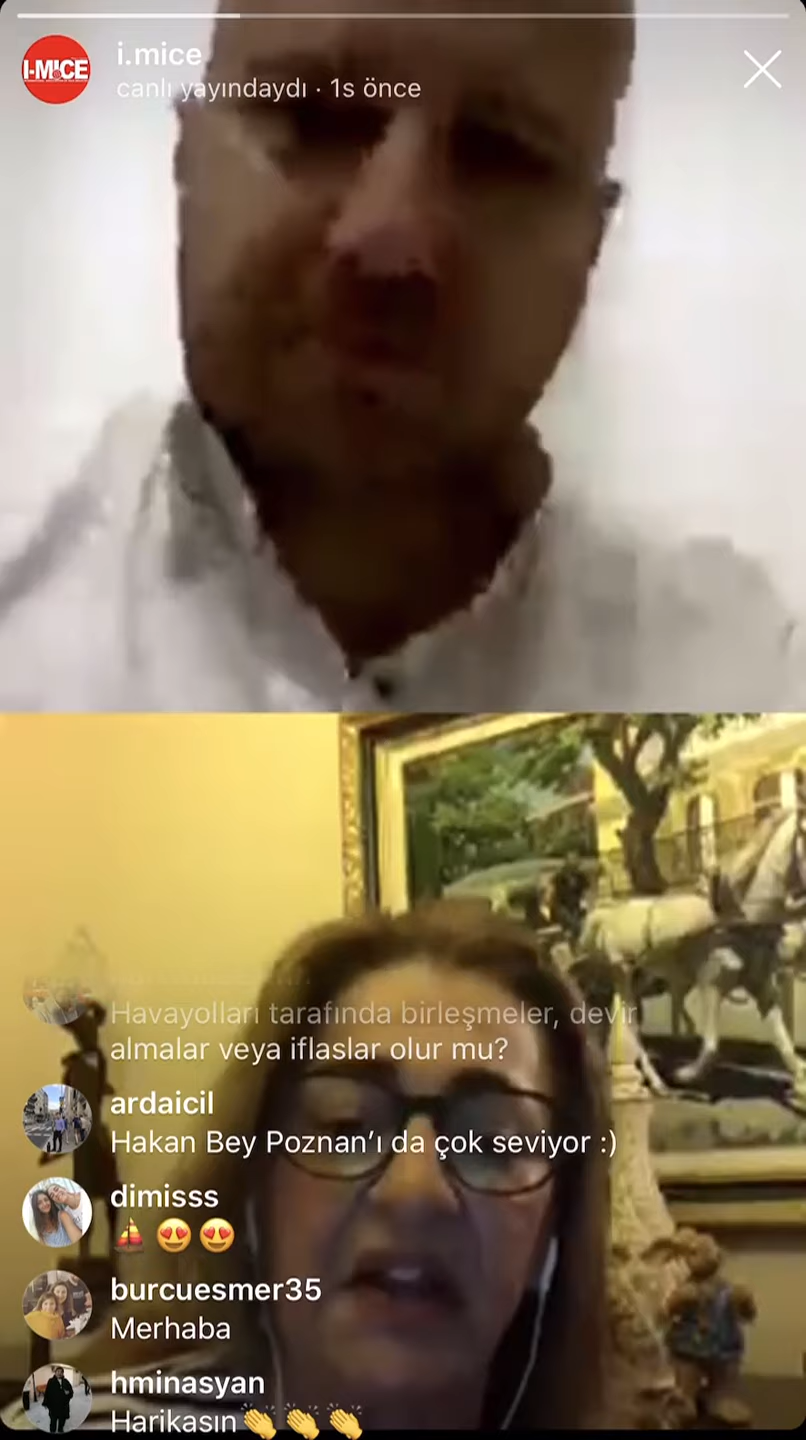 I-MICE
i.mice
canlı yayındaydı · 1s önce
Havayolları tarafında birleşmeler, devir
almalar veya iflaslar olur mu?
ardaicil
Hakan Bey Poznan’ı da çok seviyor :)
dimisss
⛵😍😍
burcuesmer35
Merhaba
hminasyan
Harikasın👏👏👏